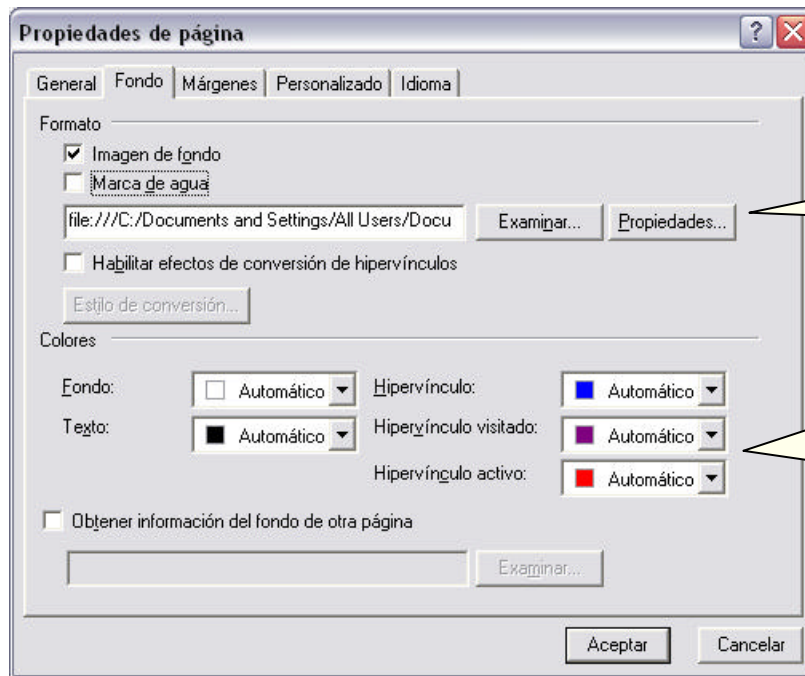 Propiedades de página
General Fondo Márgenes Personalizado Idioma
Formato
Imagen de fondo
Marca de agua
file:///C:/Documents and Settings/All Users/Docu Examinar... Propiedades...
Habilitar efectos de conversión de hipervínculos
Estilo de conversión...
Colores
Fondo: Automático Hipervínculo: Automático
Texto: Automático Hipervínculo visitado: Automático
Hipervínculo activo: Automático
Obtener información del fondo de otra página
Examinar...
Aceptar Cancelar